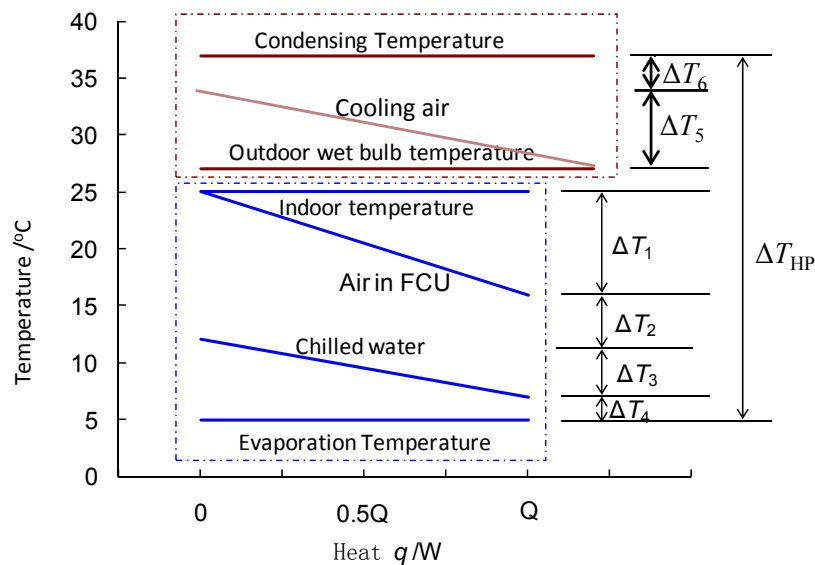 40
35
30
25
20
15
10
5
0
Temperature /°C
Condensing Temperature
Cooling air
Outdoor wet bulb temperature
Indoor temperature
Air in FCU
Chilled water
Evaporation Temperature
ΔT6
ΔT5
ΔT1
ΔTHP
ΔT2
ΔT3
ΔT4
0
0.5Q
Q
Heat q /W